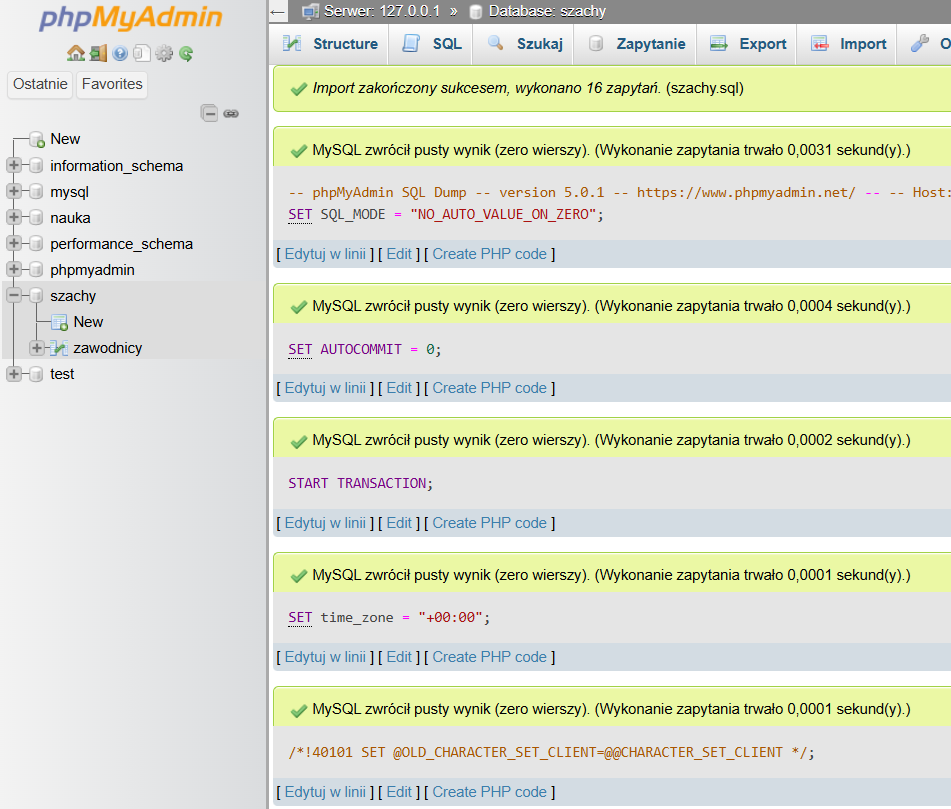 phpMyAdmin
Ostatnie
Favorites
New
information_schema
mysql
nauka
performance_schema
phpmyadmin
szachy
New
zawodnicy
test
Serwer: 127.0.0.1 » Database: szachy
Structure SQL Szukaj Zapytanie Export Import O
Import zakończony sukcesem, wykonano 16 zapytań. (szachy.sql)
MySQL zwrócił pusty wynik (zero wierszy). (Wykonanie zapytania trwało 0,0031 sekund(y).)
-- phpMyAdmin SQL Dump -- version 5.0.1 -- https://www.phpmyadmin.net/ -- -- Host:
SET SQL_MODE = "NO_AUTO_VALUE_ON_ZERO";
[ Edytuj w linii ] [ Edit ] [ Create PHP code ]
MySQL zwrócił pusty wynik (zero wierszy). (Wykonanie zapytania trwało 0,0004 sekund(y).)
SET AUTOCOMMIT = 0;
[ Edytuj w linii ] [ Edit ] [ Create PHP code ]
MySQL zwrócił pusty wynik (zero wierszy). (Wykonanie zapytania trwało 0,0002 sekund(y).)
START TRANSACTION;
[ Edytuj w linii ] [ Edit ] [ Create PHP code ]
MySQL zwrócił pusty wynik (zero wierszy). (Wykonanie zapytania trwało 0,0001 sekund(y).)
SET time_zone = "+00:00";
[ Edytuj w linii ] [ Edit ] [ Create PHP code ]
MySQL zwrócił pusty wynik (zero wierszy). (Wykonanie zapytania trwało 0,0001 sekund(y).)
/*!40101 SET @OLD_CHARACTER_SET_CLIENT=@@CHARACTER_SET_CLIENT */;
[ Edytuj w linii ] [ Edit ] [ Create PHP code ]